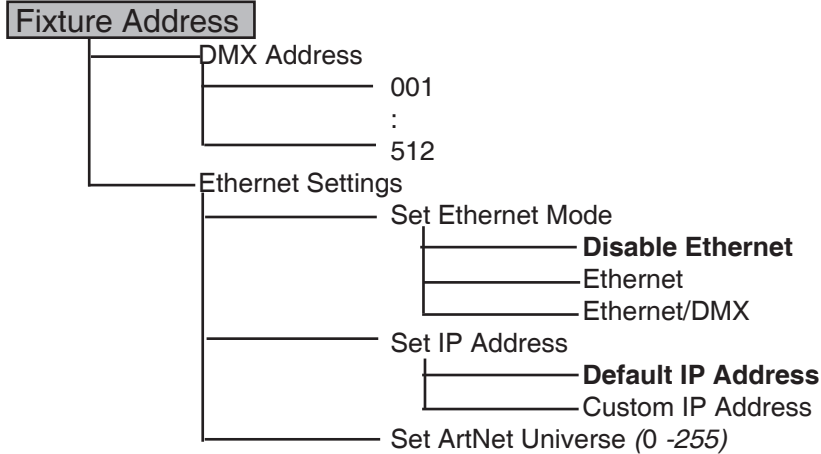 Fixture Address
DMX Address
001
:
512
Ethernet Settings
Set Ethernet Mode
Disable Ethernet
Ethernet
Ethernet/DMX
Set IP Address
Default IP Address
Custom IP Address
Set ArtNet Universe (0 -255)